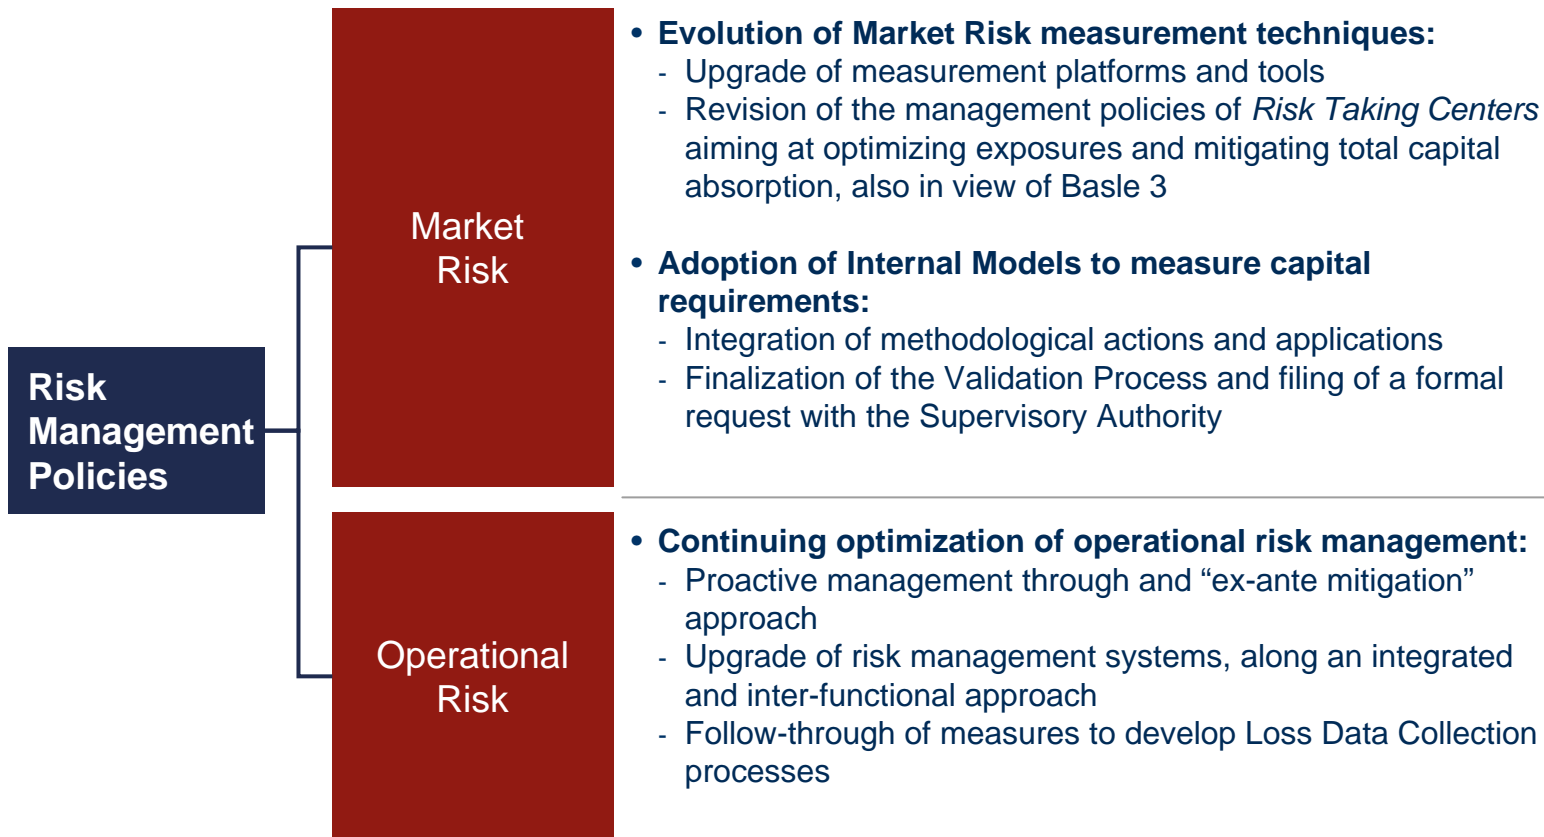 Risk
Management
Policies
Market
Risk
• Evolution of Market Risk measurement techniques:
- Upgrade of measurement platforms and tools
- Revision of the management policies of Risk Taking Centers
aiming at optimizing exposures and mitigating total capital
absorption, also in view of Basle 3
• Adoption of Internal Models to measure capital
requirements:
- Integration of methodological actions and applications
- Finalization of the Validation Process and filing of a formal
request with the Supervisory Authority
Operational
Risk
• Continuing optimization of operational risk management:
- Proactive management through and “ex-ante mitigation”
approach
- Upgrade of risk management systems, along an integrated
and inter-functional approach
- Follow-through of measures to develop Loss Data Collection
processes